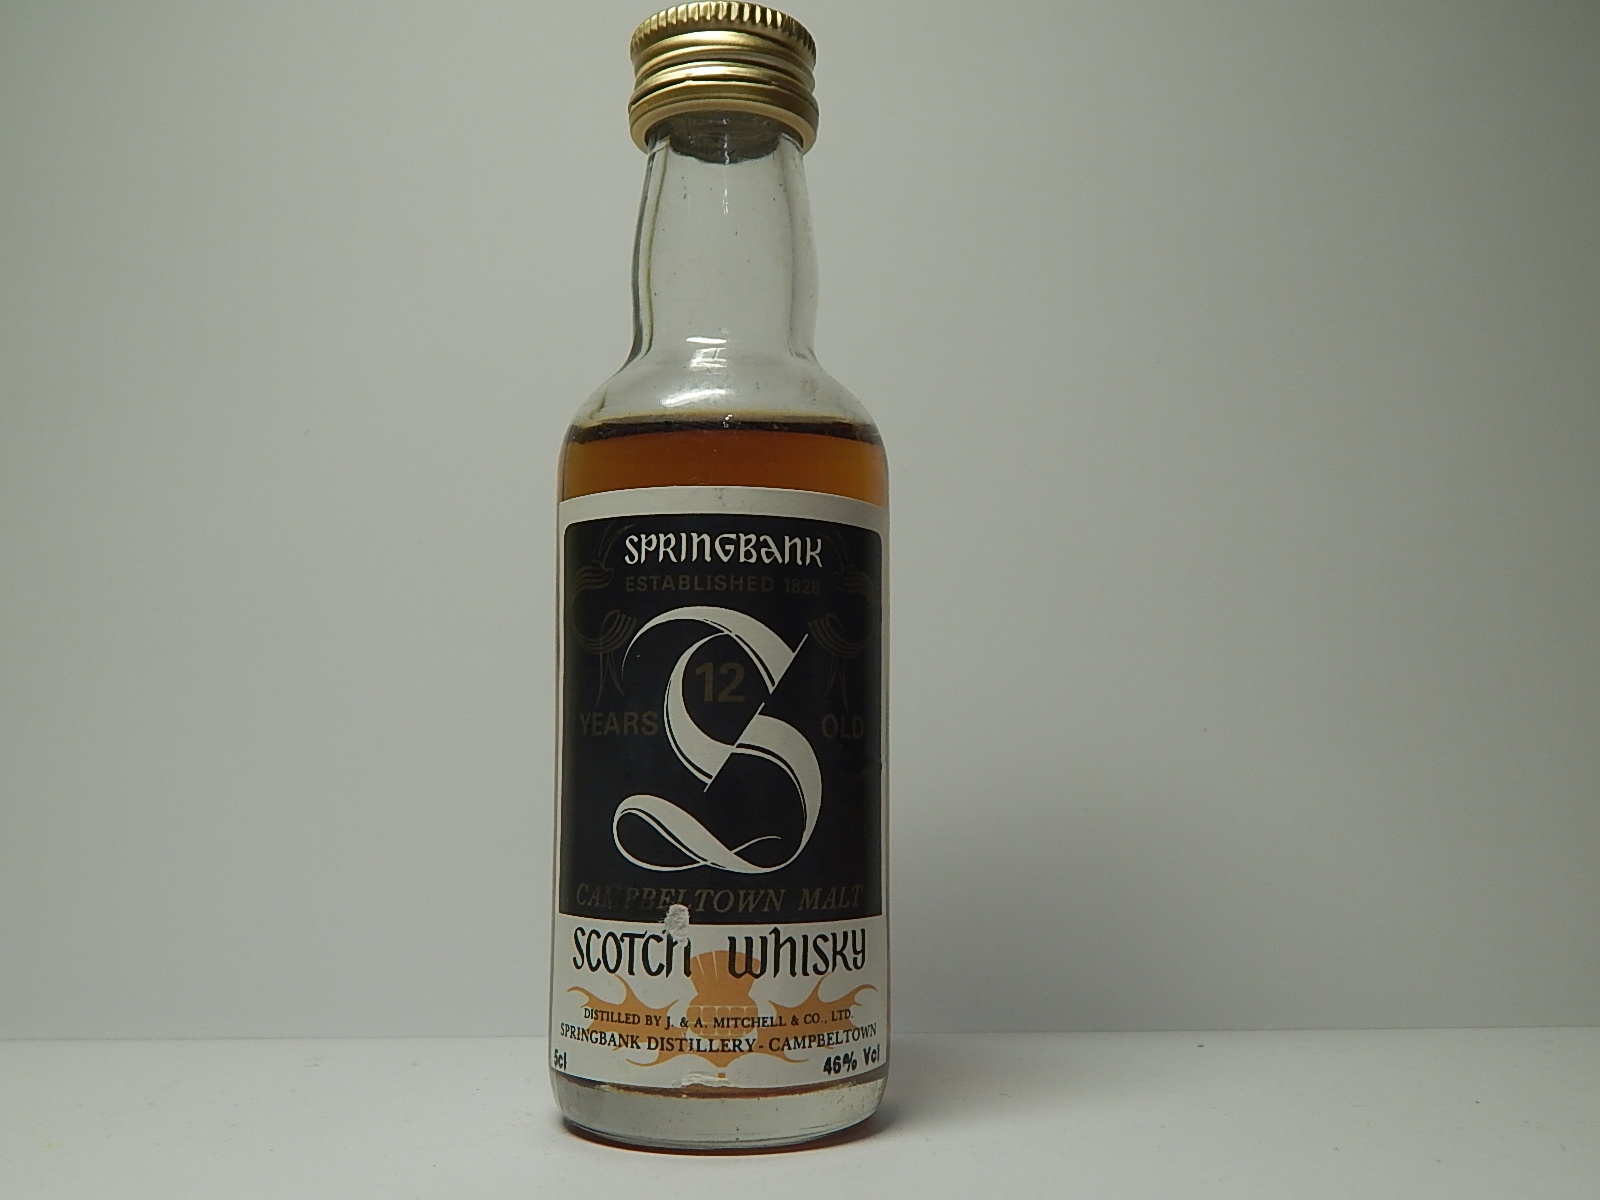 SPRINGBANK
ESTABLISHED 1828
S
12
YEARS OLD
CAMPBELTOWN MALT
SCOTCH WHISKY
DISTILLED BY J. & A. MITCHELL & CO., LTD.
SPRINGBANK DISTILLERY - CAMPBELTOWN
5cl 46% Vol